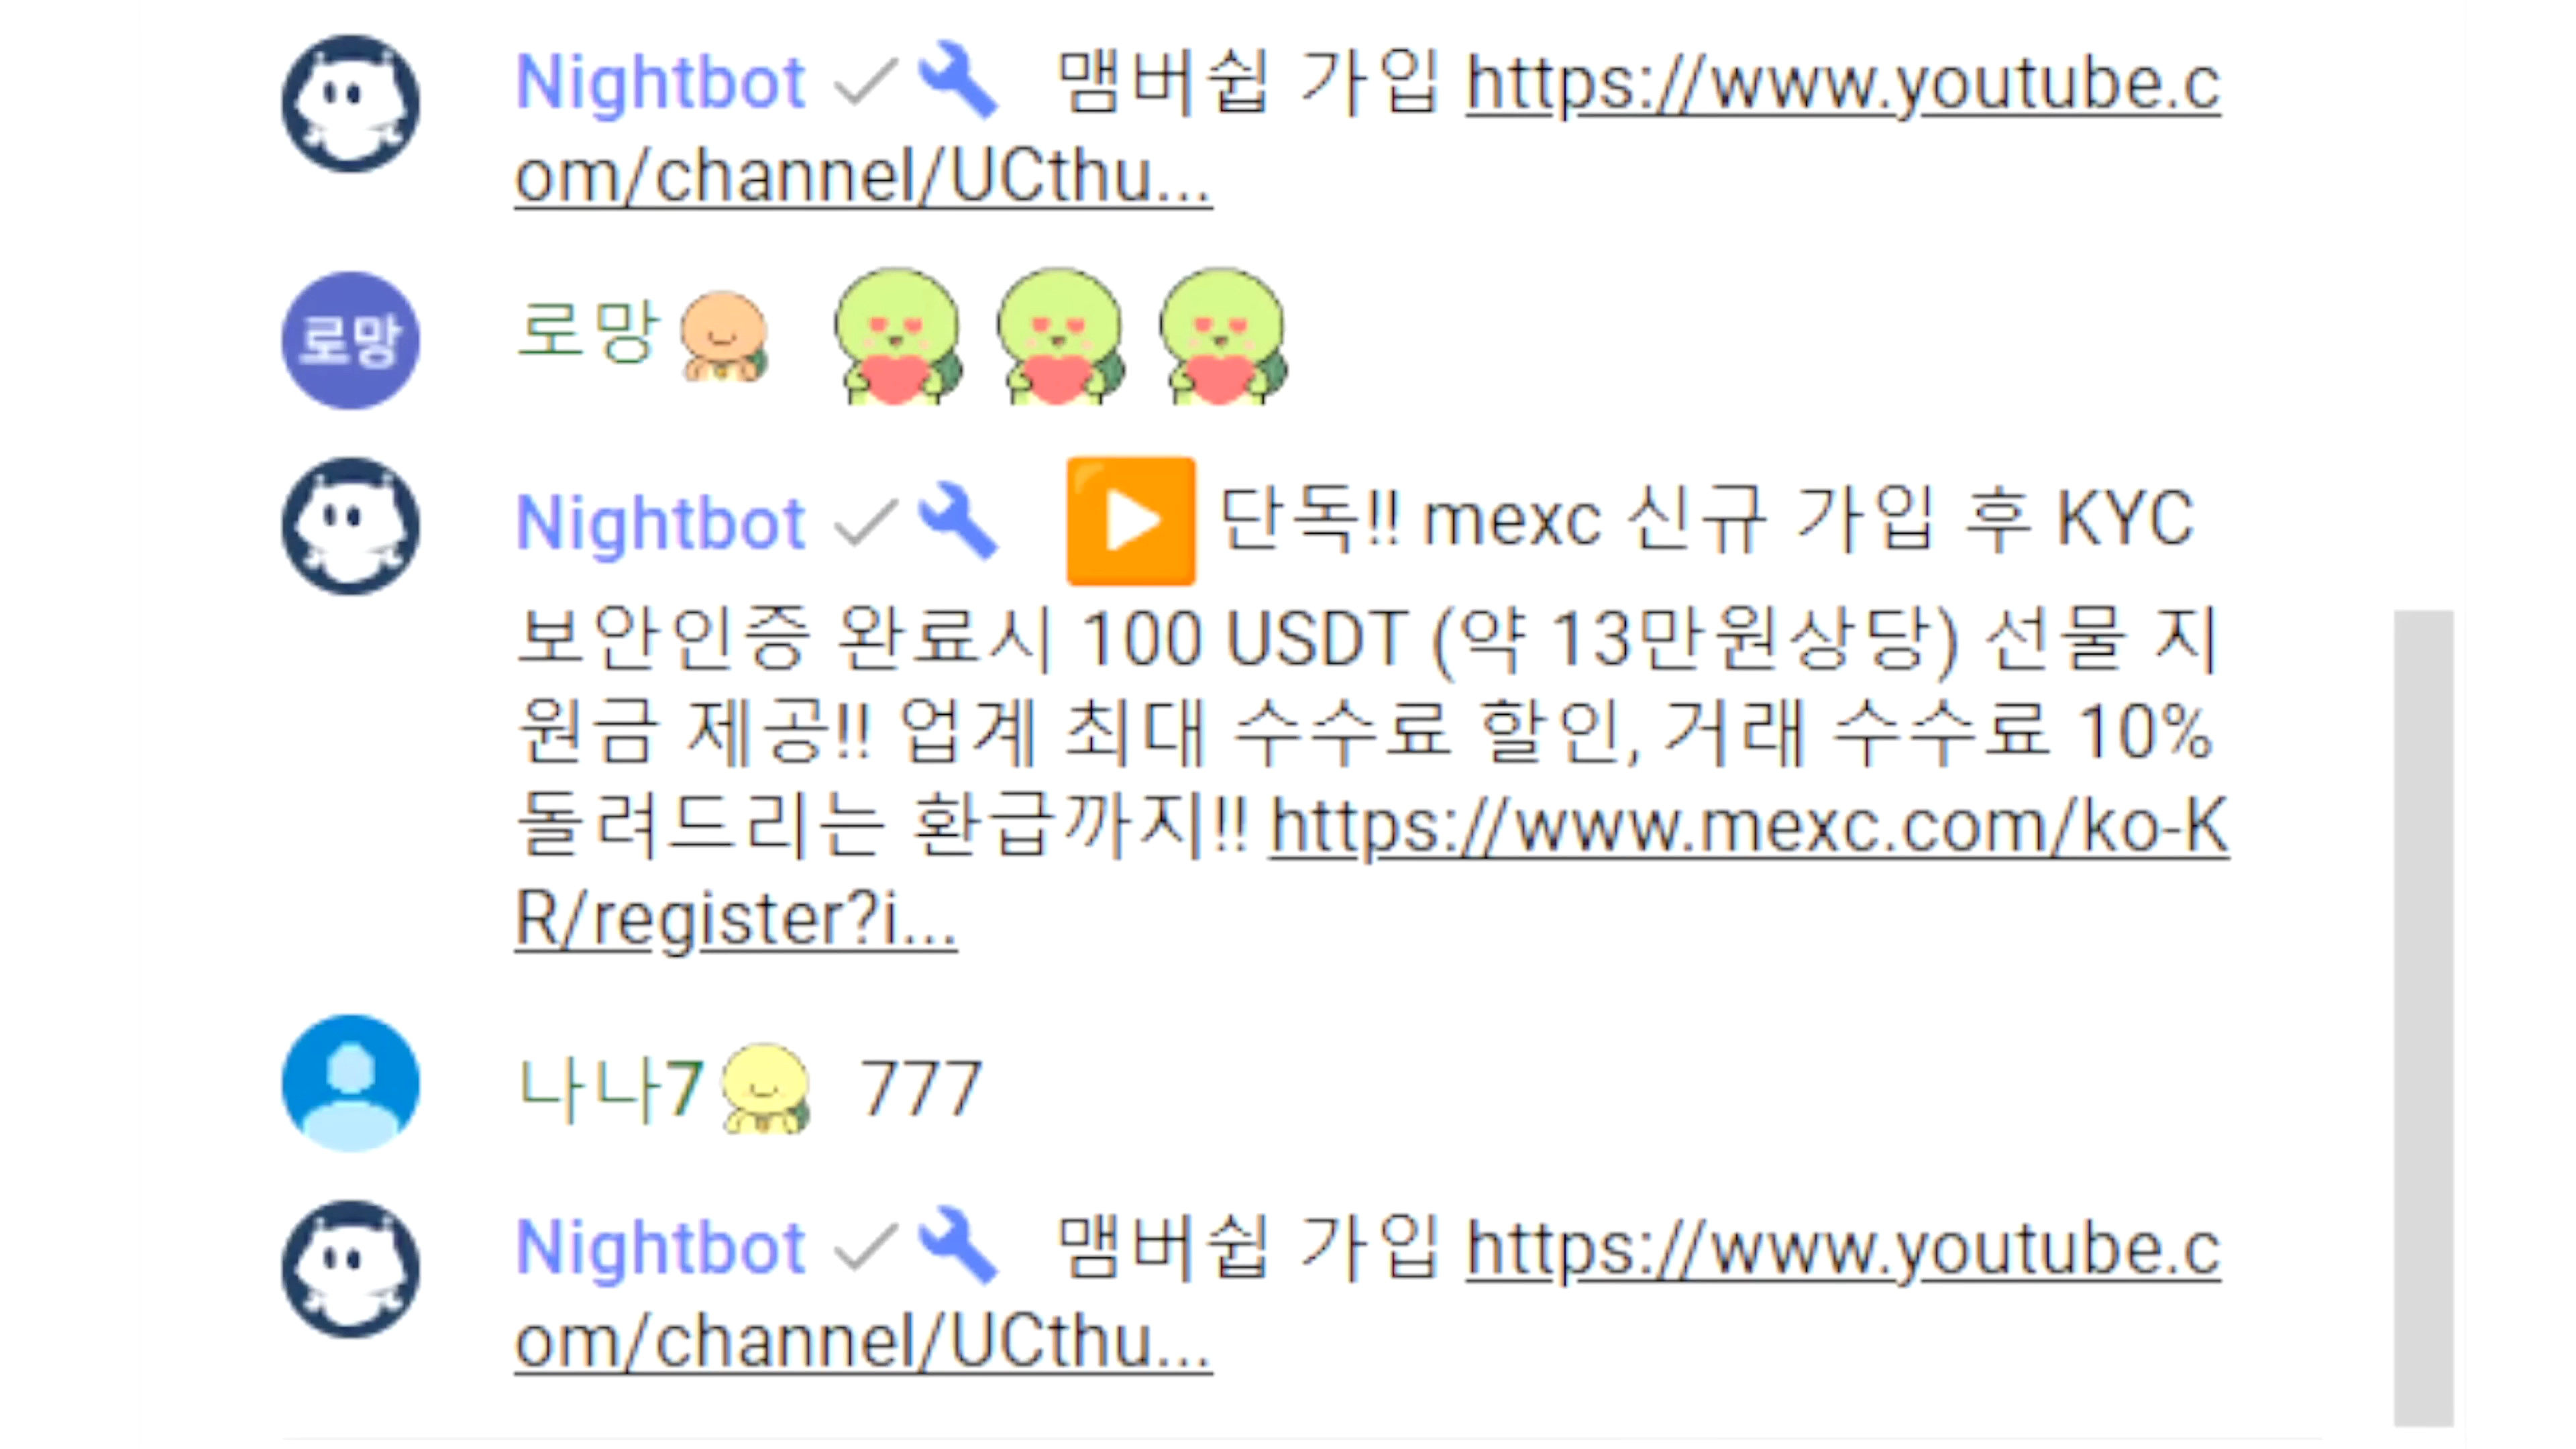 Nightbot 맴버쉽 가입 https://www.youtube.c
om/channel/UCthu...
로망
로망
Nightbot 단독!! mexc 신규 가입 후 KYC
보안인증 완료시 100 USDT (약 13만원상당) 선물 지
원금 제공!! 업계 최대 수수료 할인, 거래 수수료 10%
돌려드리는 환급까지!! https://www.mexc.com/ko-K
R/register?i...
나나7 777
Nightbot 맴버쉽 가입 https://www.youtube.c
om/channel/UCthu...